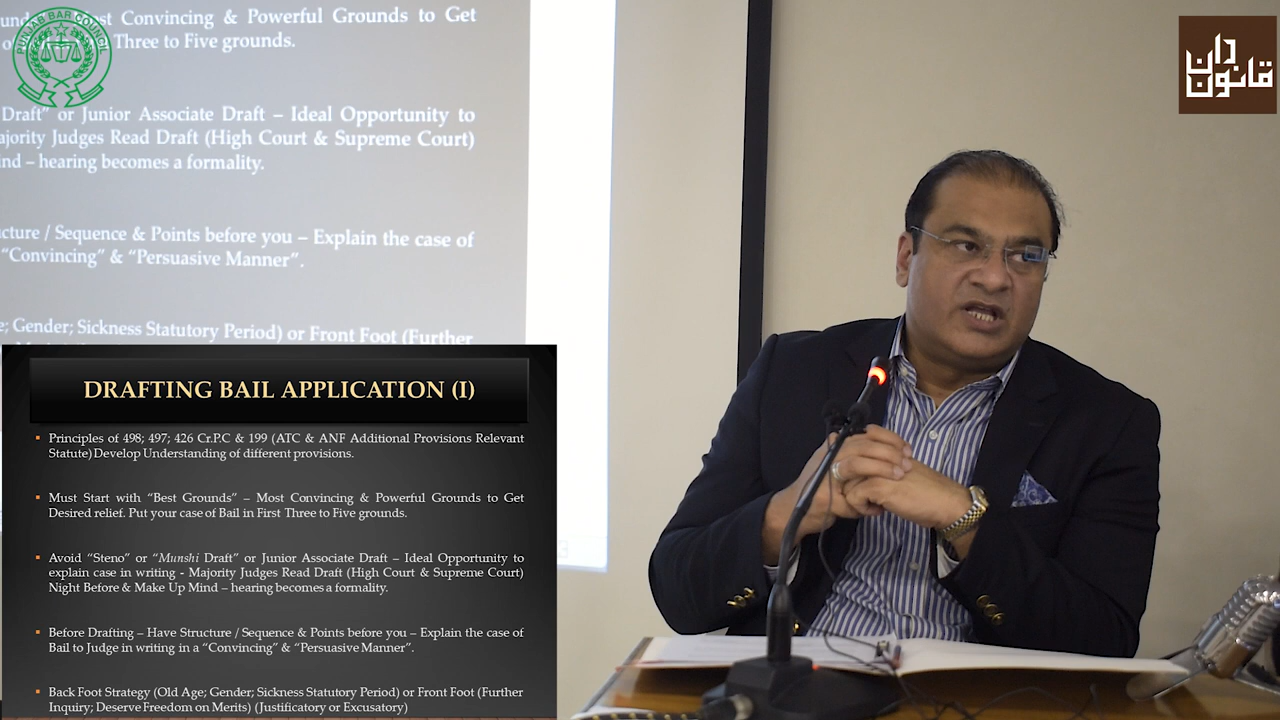 PUNJAB BAR COUNCIL
قانون دان
Most Convincing & Powerful Grounds to Get
Three to Five grounds.
Draft" or Junior Associate Draft – Ideal Opportunity to
Majority Judges Read Draft (High Court & Supreme Court)
– hearing becomes a formality.
/ Sequence & Points before you – Explain the case of
"Convincing" & "Persuasive Manner".
Gender; Sickness Statutory Period) or Front Foot (Further
DRAFTING BAIL APPLICATION (I)
▪ Principles of 498; 497; 426 Cr.P.C & 199 (ATC & ANF Additional Provisions Relevant
Statute) Develop Understanding of different provisions.
▪ Must Start with "Best Grounds" – Most Convincing & Powerful Grounds to Get
Desired relief. Put your case of Bail in First Three to Five grounds.
▪ Avoid "Steno" or "Munshi Draft" or Junior Associate Draft – Ideal Opportunity to
explain case in writing - Majority Judges Read Draft (High Court & Supreme Court)
Night Before & Make Up Mind – hearing becomes a formality.
▪ Before Drafting – Have Structure / Sequence & Points before you – Explain the case of
Bail to Judge in writing in a "Convincing" & "Persuasive Manner".
▪ Back Foot Strategy (Old Age; Gender; Sickness Statutory Period) or Front Foot (Further
Inquiry; Deserve Freedom on Merits) (Justificatory or Excusatory)